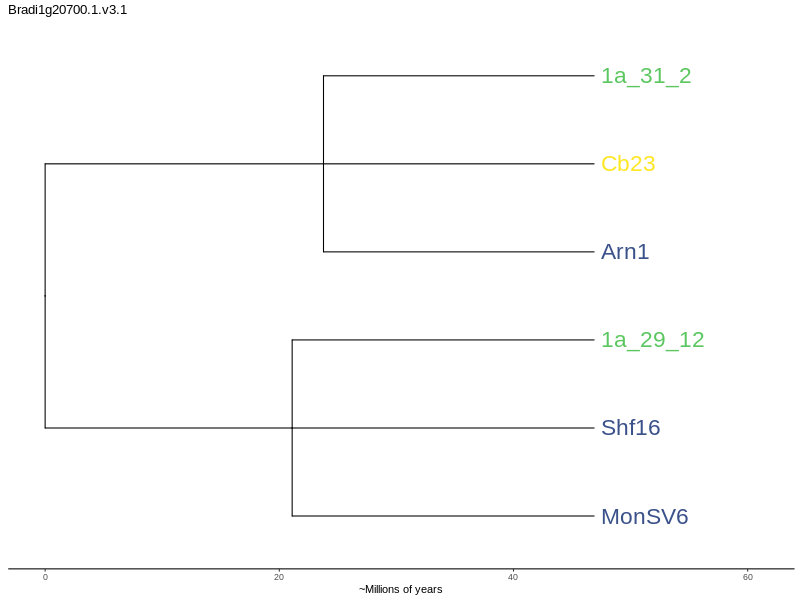 Bradi1g20700.1.v3.1
1a_31_2
Cb23
Arn1
1a_29_12
Shf16
MonSV6
0 20 40 60
~Millions of years